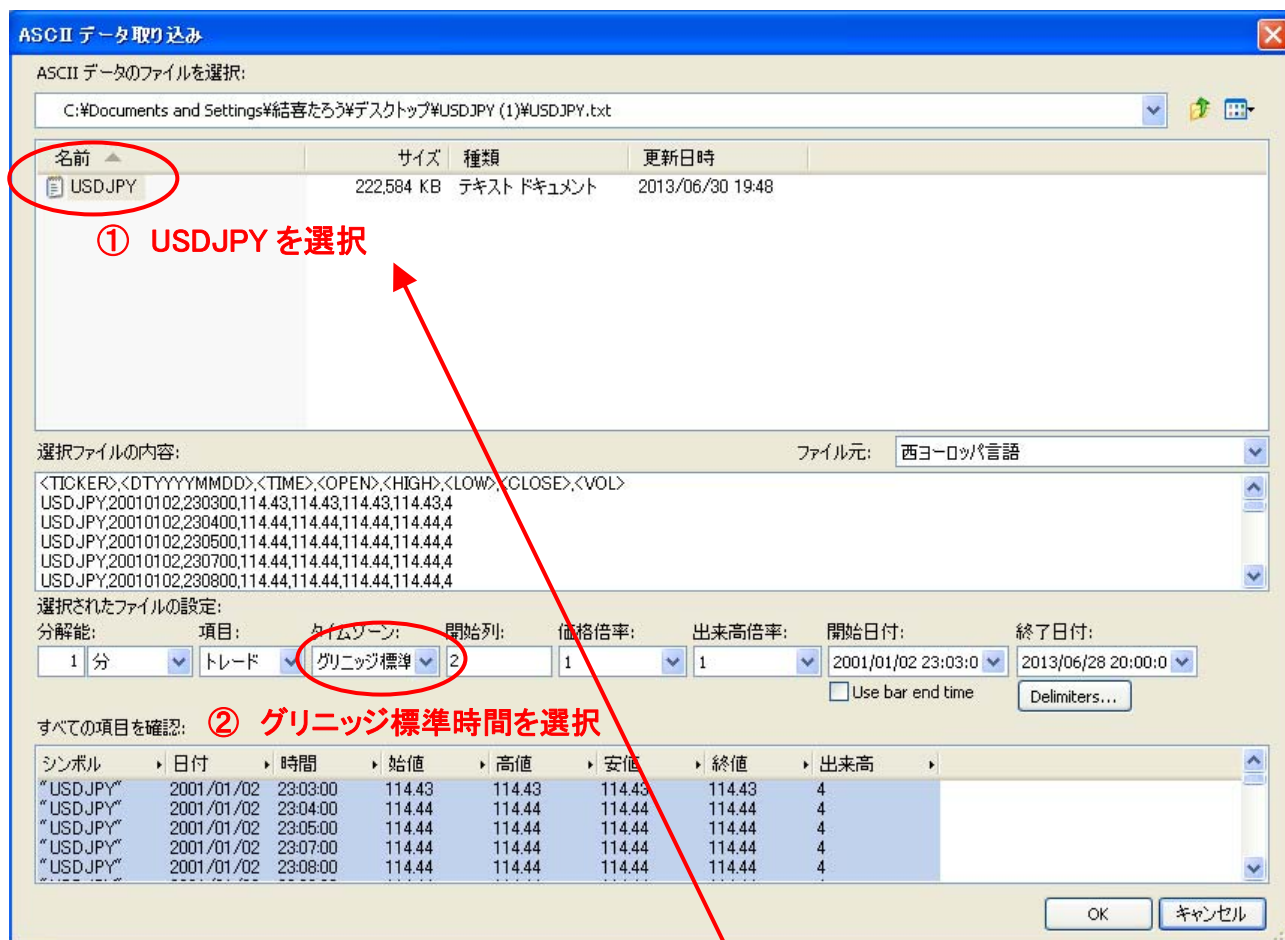 ASCII データ取り込み
ASCII データのファイルを選択:
C:¥Documents and Settings¥結喜たろう¥デスクトップ¥USDJPY (1)¥USDJPY.txt
名前 サイズ 種類 更新日時
USDJPY 222,584 KB テキスト ドキュメント 2013/06/30 19:48
① USDJPY を選択
選択ファイルの内容: ファイル元: 西ヨーロッパ言語
<TICKER>,<DTYYYYMMDD>,<TIME>,<OPEN>,<HIGH>,<LOW>,<CLOSE>,<VOL>
USDJPY,20010102,230300,114.43,114.43,114.43,114.43,4
USDJPY,20010102,230400,114.44,114.44,114.44,114.44,4
USDJPY,20010102,230500,114.44,114.44,114.44,114.44,4
USDJPY,20010102,230700,114.44,114.44,114.44,114.44,4
USDJPY,20010102,230800,114.44,114.44,114.44,114.44,4
選択されたファイルの設定:
分解能: 項目: タイムゾーン: 開始列: 価格倍率: 出来高倍率: 開始日付: 終了日付:
1 分 トレード グリニッジ標準 2 1 1 2001/01/02 23:03:0 2013/06/28 20:00:0
Use bar end time Delimiters...
すべての項目を確認: ② グリニッジ標準時間を選択
シンボル 日付 時間 始値 高値 安値 終値 出来高
"USDJPY" 2001/01/02 23:03:00 114.43 114.43 114.43 114.43 4
"USDJPY" 2001/01/02 23:04:00 114.44 114.44 114.44 114.44 4
"USDJPY" 2001/01/02 23:05:00 114.44 114.44 114.44 114.44 4
"USDJPY" 2001/01/02 23:07:00 114.44 114.44 114.44 114.44 4
"USDJPY" 2001/01/02 23:08:00 114.44 114.44 114.44 114.44 4
OK キャンセル